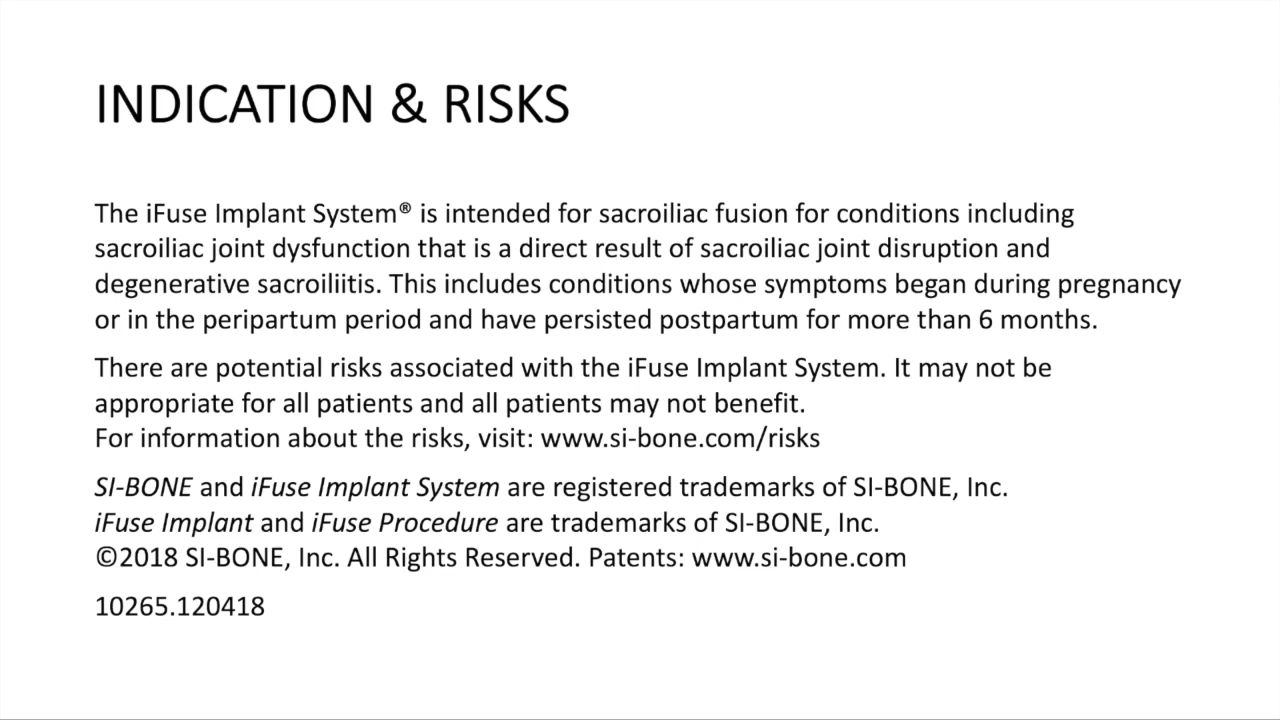 INDICATION & RISKS
The iFuse Implant System® is intended for sacroiliac fusion for conditions including
sacroiliac joint dysfunction that is a direct result of sacroiliac joint disruption and
degenerative sacroiliitis. This includes conditions whose symptoms began during pregnancy
or in the peripartum period and have persisted postpartum for more than 6 months.
There are potential risks associated with the iFuse Implant System. It may not be
appropriate for all patients and all patients may not benefit.
For information about the risks, visit: www.si-bone.com/risks
SI-BONE and iFuse Implant System are registered trademarks of SI-BONE, Inc.
iFuse Implant and iFuse Procedure are trademarks of SI-BONE, Inc.
©2018 SI-BONE, Inc. All Rights Reserved. Patents: www.si-bone.com
10265.120418